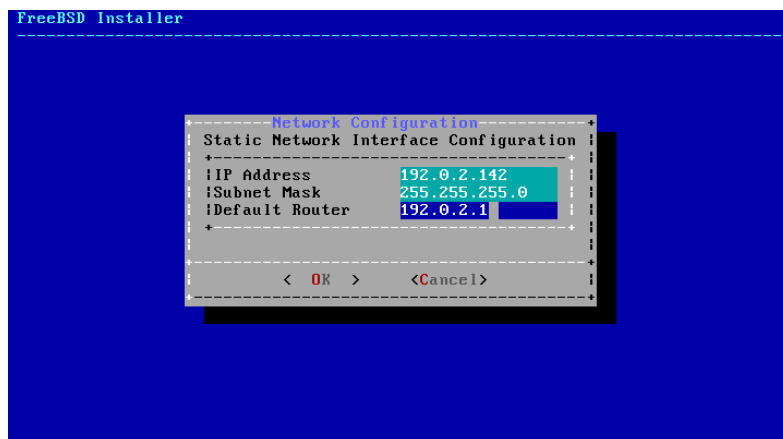 FreeBSD Installer
Network Configuration
Static Network Interface Configuration
IP Address 192.0.2.142
Subnet Mask 255.255.255.0
Default Router 192.0.2.1
< OK > <Cancel>